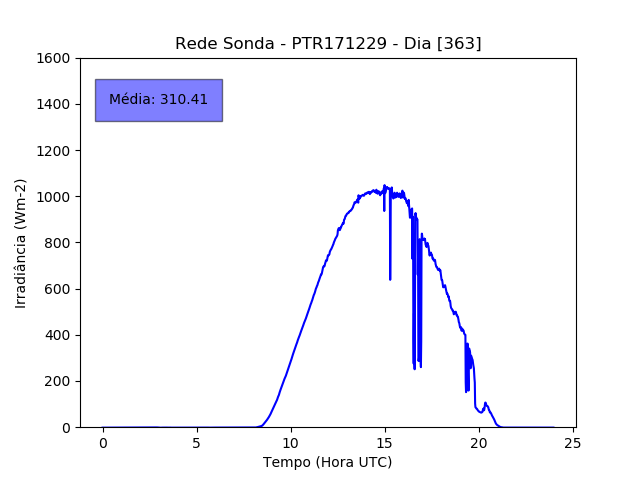 Rede Sonda - PTR171229 - Dia [363]
1600
1400
1200
1000
800
600
400
200
0
Média: 310.41
Irradiância (Wm-2)
0 5 10 15 20 25
Tempo (Hora UTC)